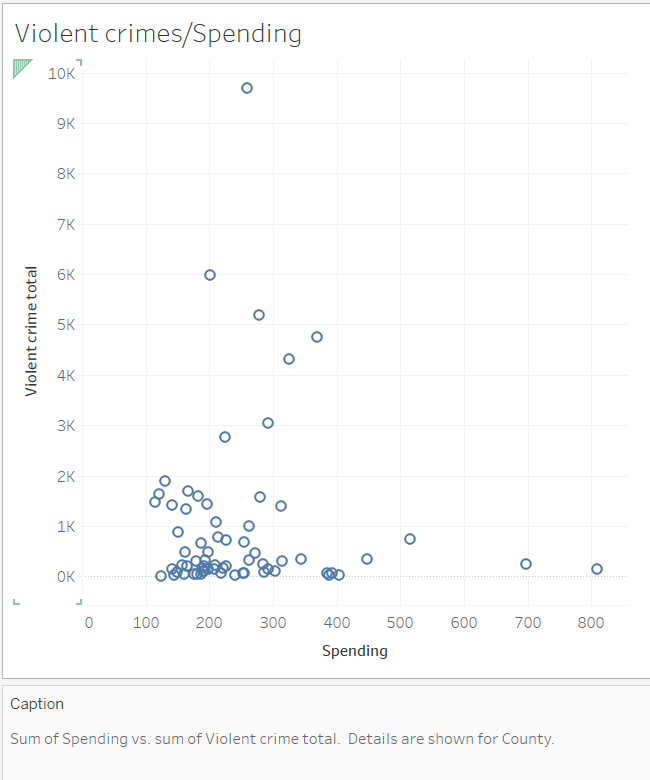 Violent crimes/Spending
10K
9K
8K
7K
6K
5K
4K
3K
2K
1K
0K
Violent crime total
0 100 200 300 400 500 600 700 800
Spending
Caption
Sum of Spending vs. sum of Violent crime total. Details are shown for County.